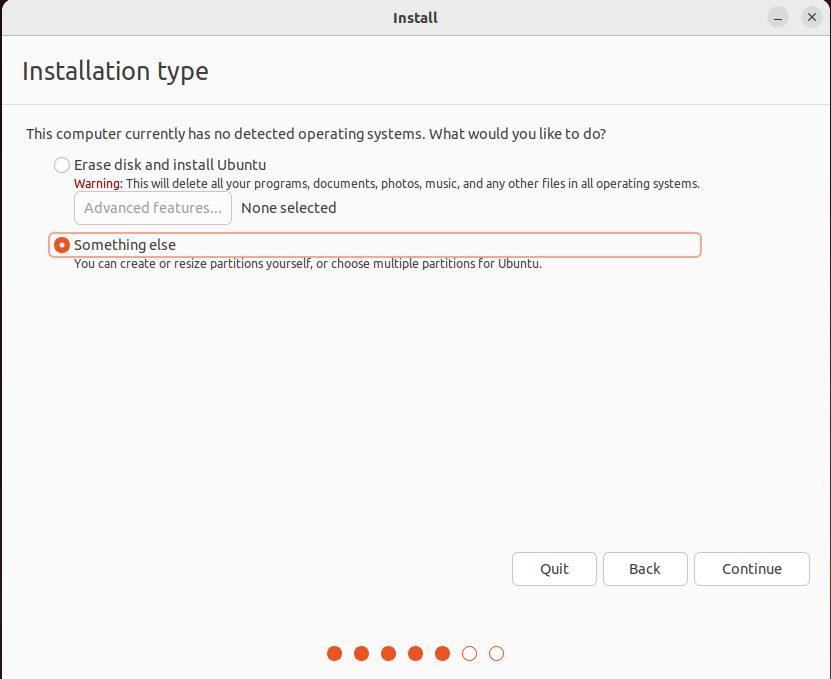 Install
Installation type
This computer currently has no detected operating systems. What would you like to do?
Erase disk and install Ubuntu
Warning: This will delete all your programs, documents, photos, music, and any other files in all operating systems.
Advanced features... None selected
Something else
You can create or resize partitions yourself, or choose multiple partitions for Ubuntu.
Quit Back Continue